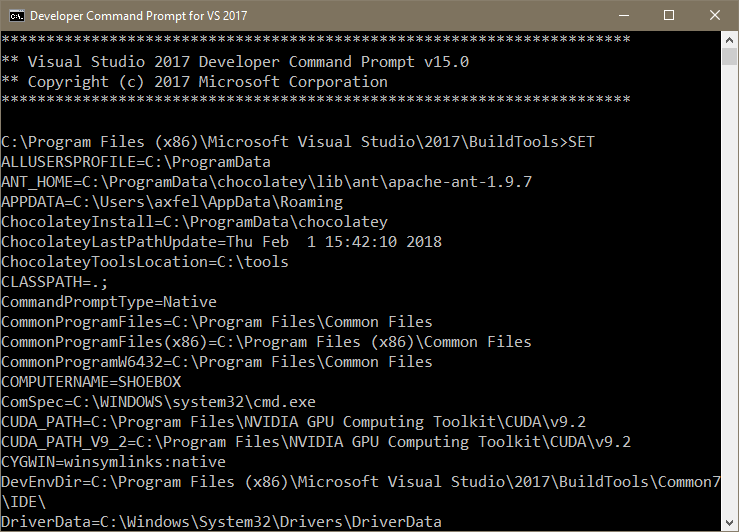 Developer Command Prompt for VS 2017
**********************************************************************
** Visual Studio 2017 Developer Command Prompt v15.0
** Copyright (c) 2017 Microsoft Corporation
**********************************************************************
C:\Program Files (x86)\Microsoft Visual Studio\2017\BuildTools>SET
ALLUSERSPROFILE=C:\ProgramData
ANT_HOME=C:\ProgramData\chocolatey\lib\ant\apache-ant-1.9.7
APPDATA=C:\Users\axfel\AppData\Roaming
ChocolateyInstall=C:\ProgramData\chocolatey
ChocolateyLastPathUpdate=Thu Feb  1 15:42:10 2018
ChocolateyToolsLocation=C:\tools
CLASSPATH=.;
CommandPromptType=Native
CommonProgramFiles=C:\Program Files\Common Files
CommonProgramFiles(x86)=C:\Program Files (x86)\Common Files
CommonProgramW6432=C:\Program Files\Common Files
COMPUTERNAME=SHOEBOX
ComSpec=C:\WINDOWS\system32\cmd.exe
CUDA_PATH=C:\Program Files\NVIDIA GPU Computing Toolkit\CUDA\v9.2
CUDA_PATH_V9_2=C:\Program Files\NVIDIA GPU Computing Toolkit\CUDA\v9.2
CYGWIN=winsymlinks:native
DevEnvDir=C:\Program Files (x86)\Microsoft Visual Studio\2017\BuildTools\Common7
\IDE\
DriverData=C:\Windows\System32\Drivers\DriverData